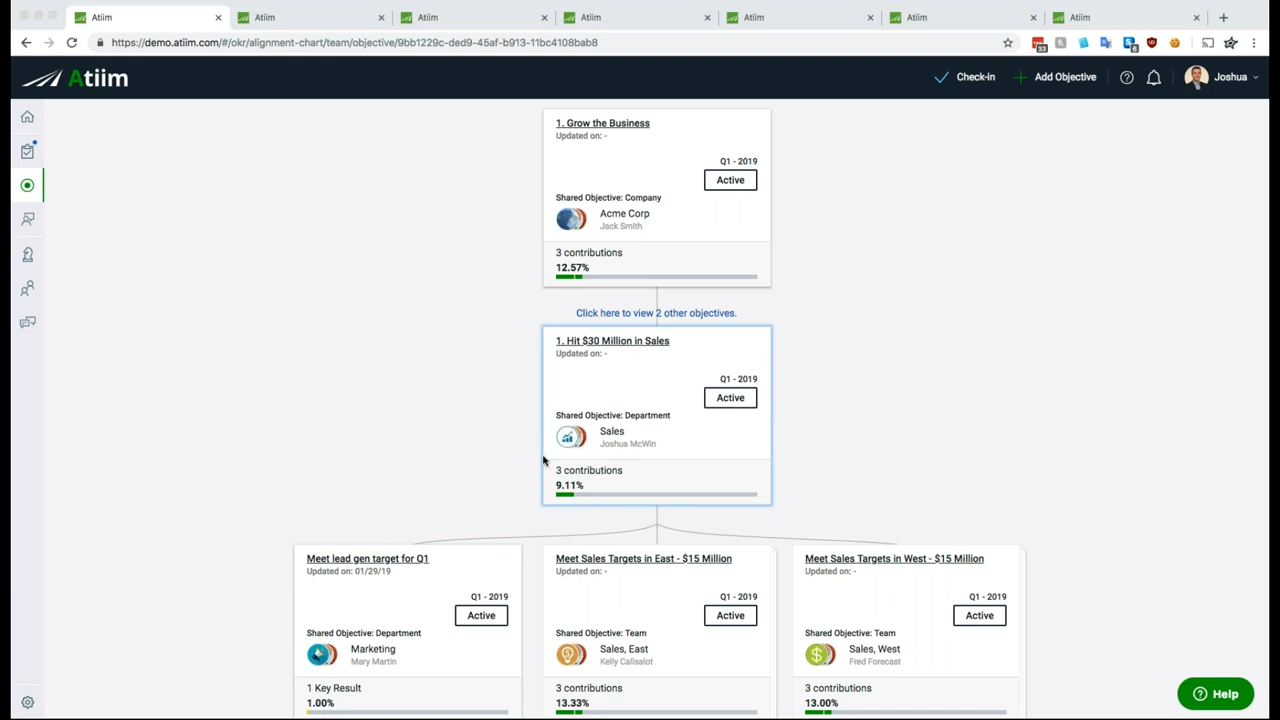 Atiim
Atiim
Atiim
Atiim
Atiim
Atiim
Atiim
https://demo.atiim.com/#/okr/alignment-chart/team/objective/9bb1229c-ded9-45af-b913-11bc4108bab8
33
6
Atiim
Check-in
Add Objective
Joshua
1. Grow the Business
Updated on: -
Q1 - 2019
Active
Shared Objective: Company
Acme Corp
Jack Smith
3 contributions
12.57%
Click here to view 2 other objectives.
1. Hit $30 Million in Sales
Updated on: -
Q1 - 2019
Active
Shared Objective: Department
Sales
Joshua McWin
3 contributions
9.11%
Meet lead gen target for Q1
Updated on: 01/29/19
Q1 - 2019
Active
Shared Objective: Department
Marketing
Mary Martin
1 Key Result
1.00%
Meet Sales Targets in East - $15 Million
Updated on: -
Q1 - 2019
Active
Shared Objective: Team
Sales, East
Kelly Callsalot
3 contributions
13.33%
Meet Sales Targets in West - $15 Million
Updated on: -
Q1 - 2019
Active
Shared Objective: Team
Sales, West
Fred Forecast
3 contributions
13.00%
Help